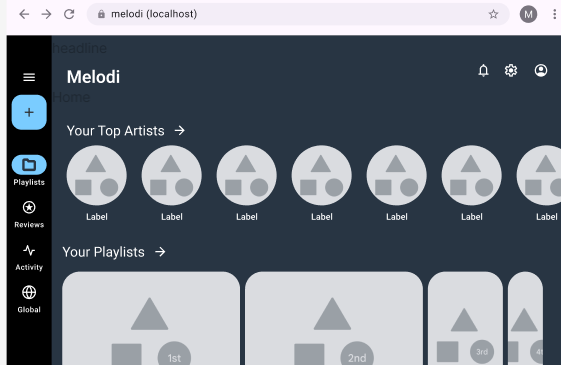 melodi (localhost)
M
headline
Melodi
Home
Your Top Artists
Label Label Label Label Label Label Label
Playlists
Reviews
Activity
Global
Your Playlists
1st 2nd 3rd